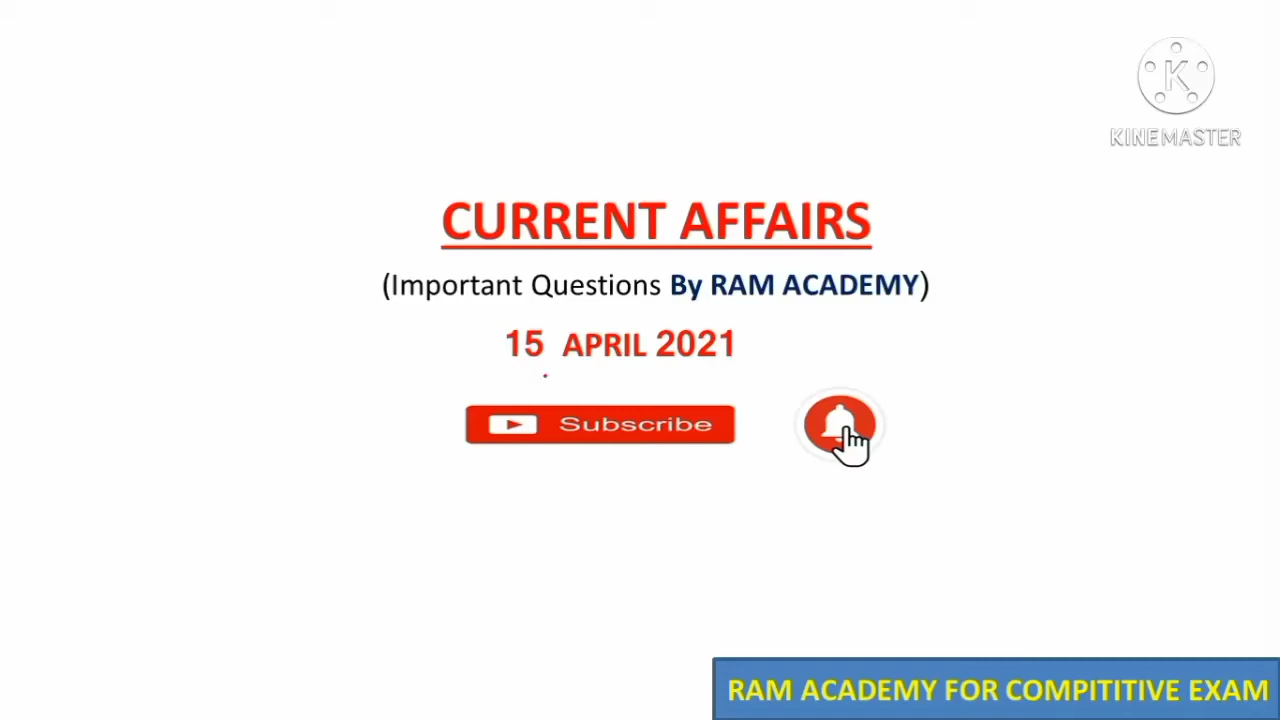 KINEMASTER
CURRENT AFFAIRS
(Important Questions By RAM ACADEMY)
15 APRIL 2021
Subscribe
RAM ACADEMY FOR COMPITITIVE EXAM